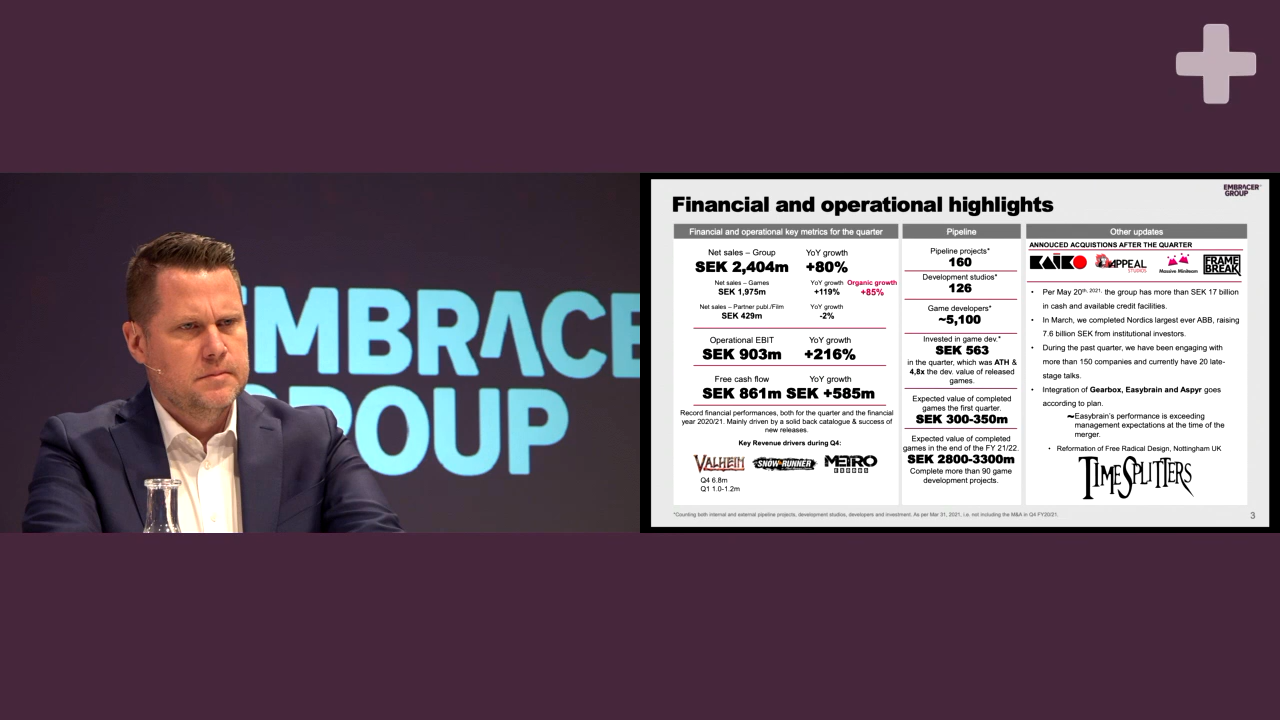 EMBRACE
GROUP
EMBRACER
GROUP
Financial and operational highlights
Financial and operational key metrics for the quarter
Net sales – Group
YoY growth
SEK 2,404m
+80%
Net sales – Games
YoY growth
Organic growth
SEK 1,975m
+119%
+85%
Net sales – Partner publ./Film
YoY growth
SEK 429m
-2%
Operational EBIT
YoY growth
SEK 903m
+216%
Free cash flow
YoY growth
SEK 861m
SEK +585m
Record financial performances, both for the quarter and the financial
year 2020/21. Mainly driven by a solid back catalogue & success of
new releases.
Key Revenue drivers during Q4:
VALHEIM
SNOWRUNNER
METRO
EXODUS
Q4 6.8m
Q1 1.0-1.2m
Pipeline
Pipeline projects*
160
Development studios*
126
Game developers*
~5,100
Invested in game dev.*
SEK 563
in the quarter, which was ATH &
4,8x the dev. value of released
games.
Expected value of completed
games the first quarter.
SEK 300-350m
Expected value of completed
games in the end of the FY 21/22.
SEK 2800-3300m
Complete more than 90 game
development projects.
Other updates
ANNOUCED ACQUISTIONS AFTER THE QUARTER
KAIKO
APPEAL
STUDIOS
Massive Miniteam
FRAME
BREAK
• Per May 20th, 2021, the group has more than SEK 17 billion
in cash and available credit facilities.
• In March, we completed Nordics largest ever ABB, raising
7.6 billion SEK from institutional investors.
• During the past quarter, we have been engaging with
more than 150 companies and currently have 20 late-
stage talks.
• Integration of Gearbox, Easybrain and Aspyr goes
according to plan.
~Easybrain's performance is exceeding
management expectations at the time of the
merger.
• Reformation of Free Radical Design, Nottingham UK
TIMESPLITTERS
*Counting both internal and external pipeline projects, development studios, developers and investment. As per Mar 31, 2021, i.e. not including the M&A in Q4 FY20/21.
3